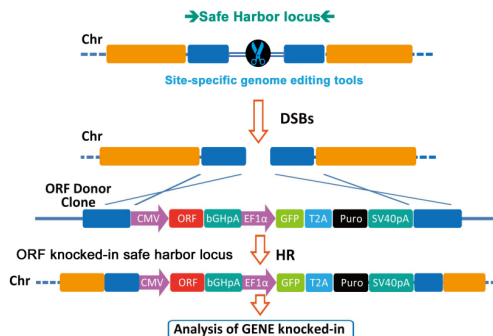 Safe Harbor locus
Chr
Site-specific genome editing tools
DSBs
Chr
ORF Donor
Clone
CMV ORF bGHpA EF1α GFP T2A Puro SV40pA
ORF knocked-in safe harbor locus
HR
Chr
CMV ORF bGHpA EF1α GFP T2A Puro SV40pA
Analysis of GENE knocked-in